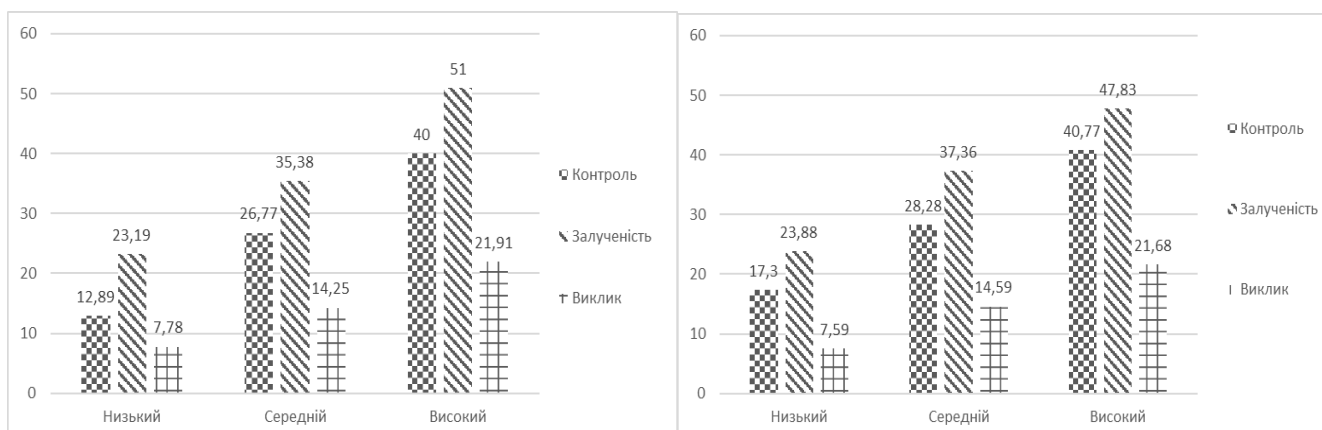 60
50
40
30
20
10
0
12,89
23,19
7,78
26,77
35,38
14,25
40
51
21,91
Низький
Середній
Високий
Контроль
Залученість
Виклик
60
50
40
30
20
10
0
17,3
23,88
7,59
28,28
37,36
14,59
40,77
47,83
21,68
Низький
Середній
Високий
Контроль
Залученість
Виклик